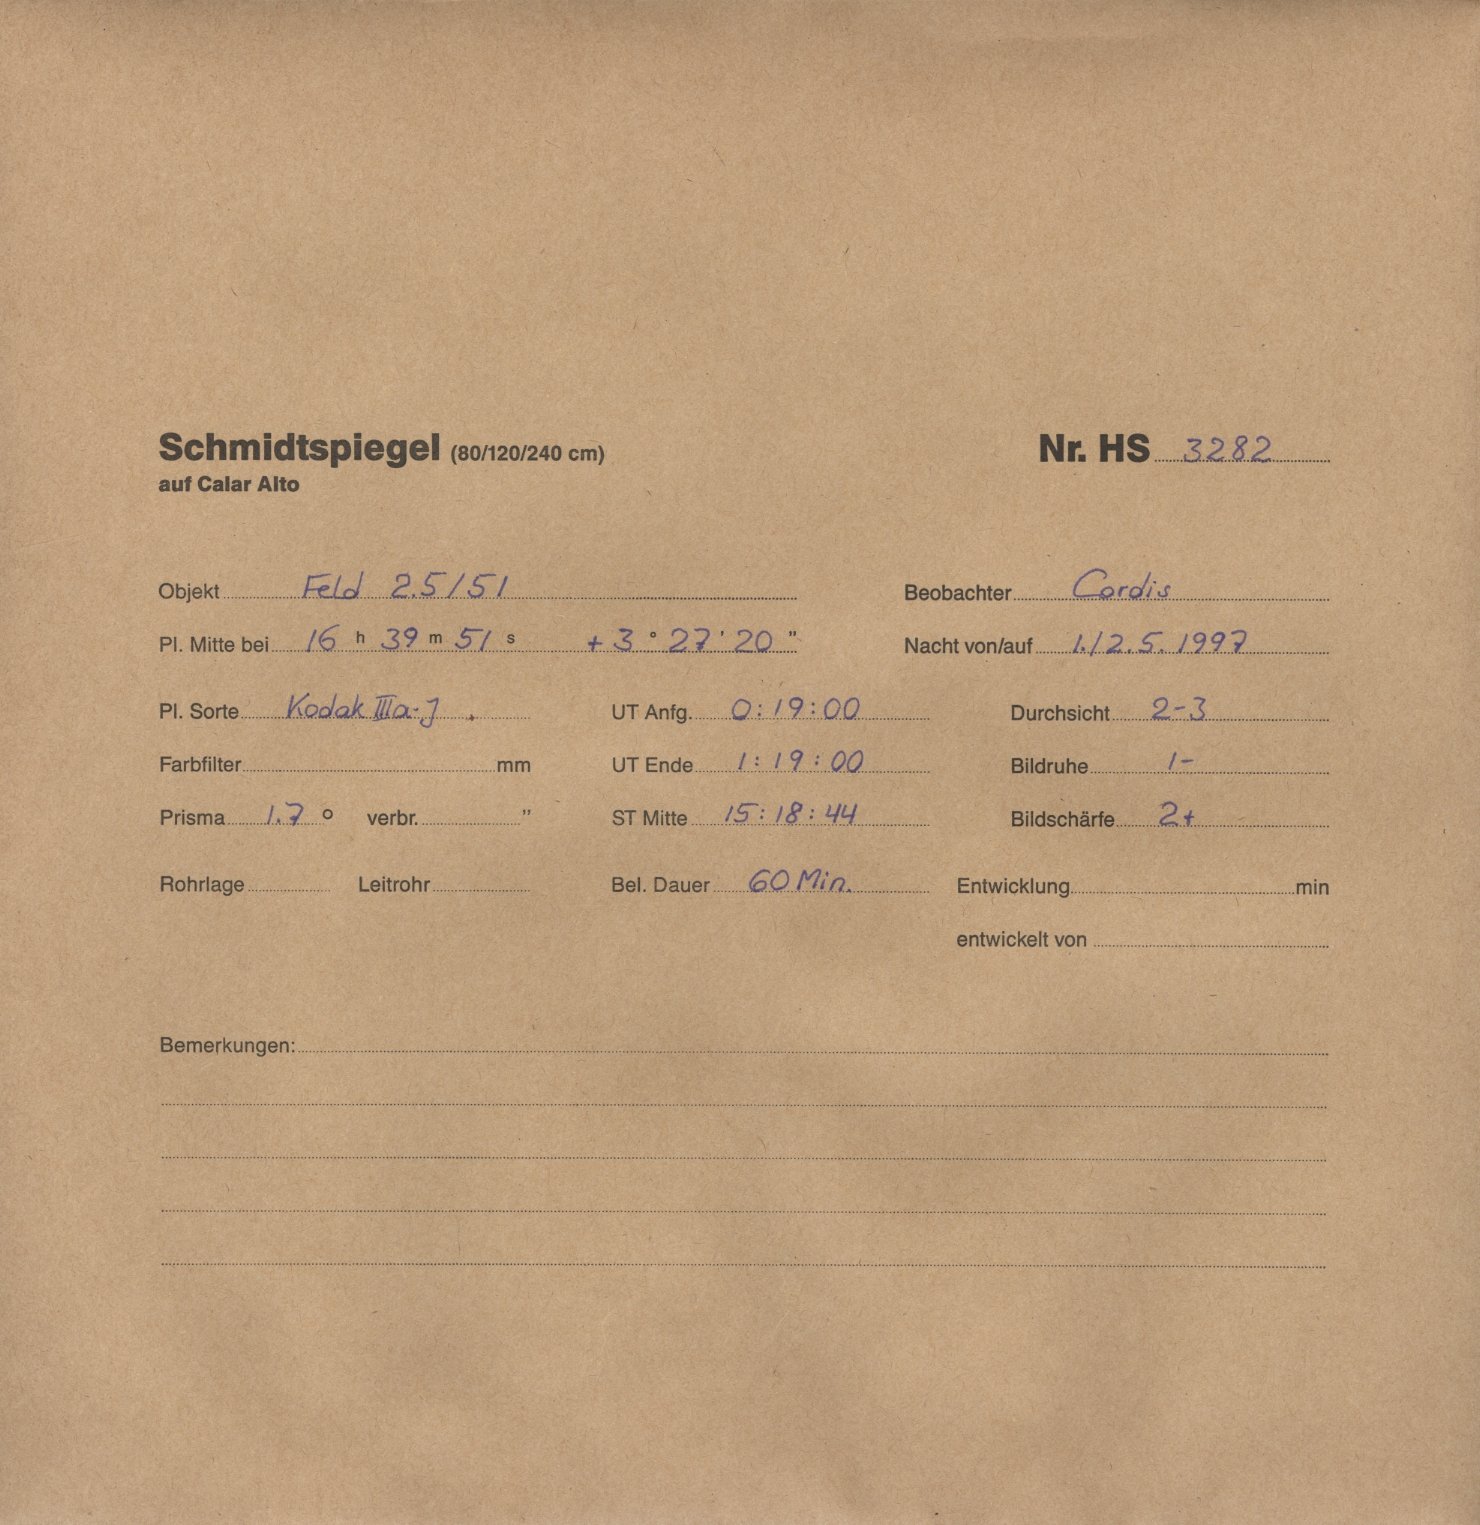 Schmidtspiegel (80/120/240 cm) Nr. HS 3282
auf Calar Alto
Objekt Feld 2.5/51 Beobachter Cordis
Pl. Mitte bei 16 h 39 m 51 s + 3 ° 27 ' 20 " Nacht von/auf 1./2.5.1997
Pl. Sorte Kodak IIIa-J UT Anfg. 0:19:00 Durchsicht 2-3
Farbfilter mm UT Ende 1:19:00 Bildruhe 1-
Prisma 1.7 ° verbr. " ST Mitte 15:18:44 Bildschärfe 2+
Rohrlage Leitrohr Bel. Dauer 60 Min. Entwicklung min
entwickelt von
Bemerkungen: